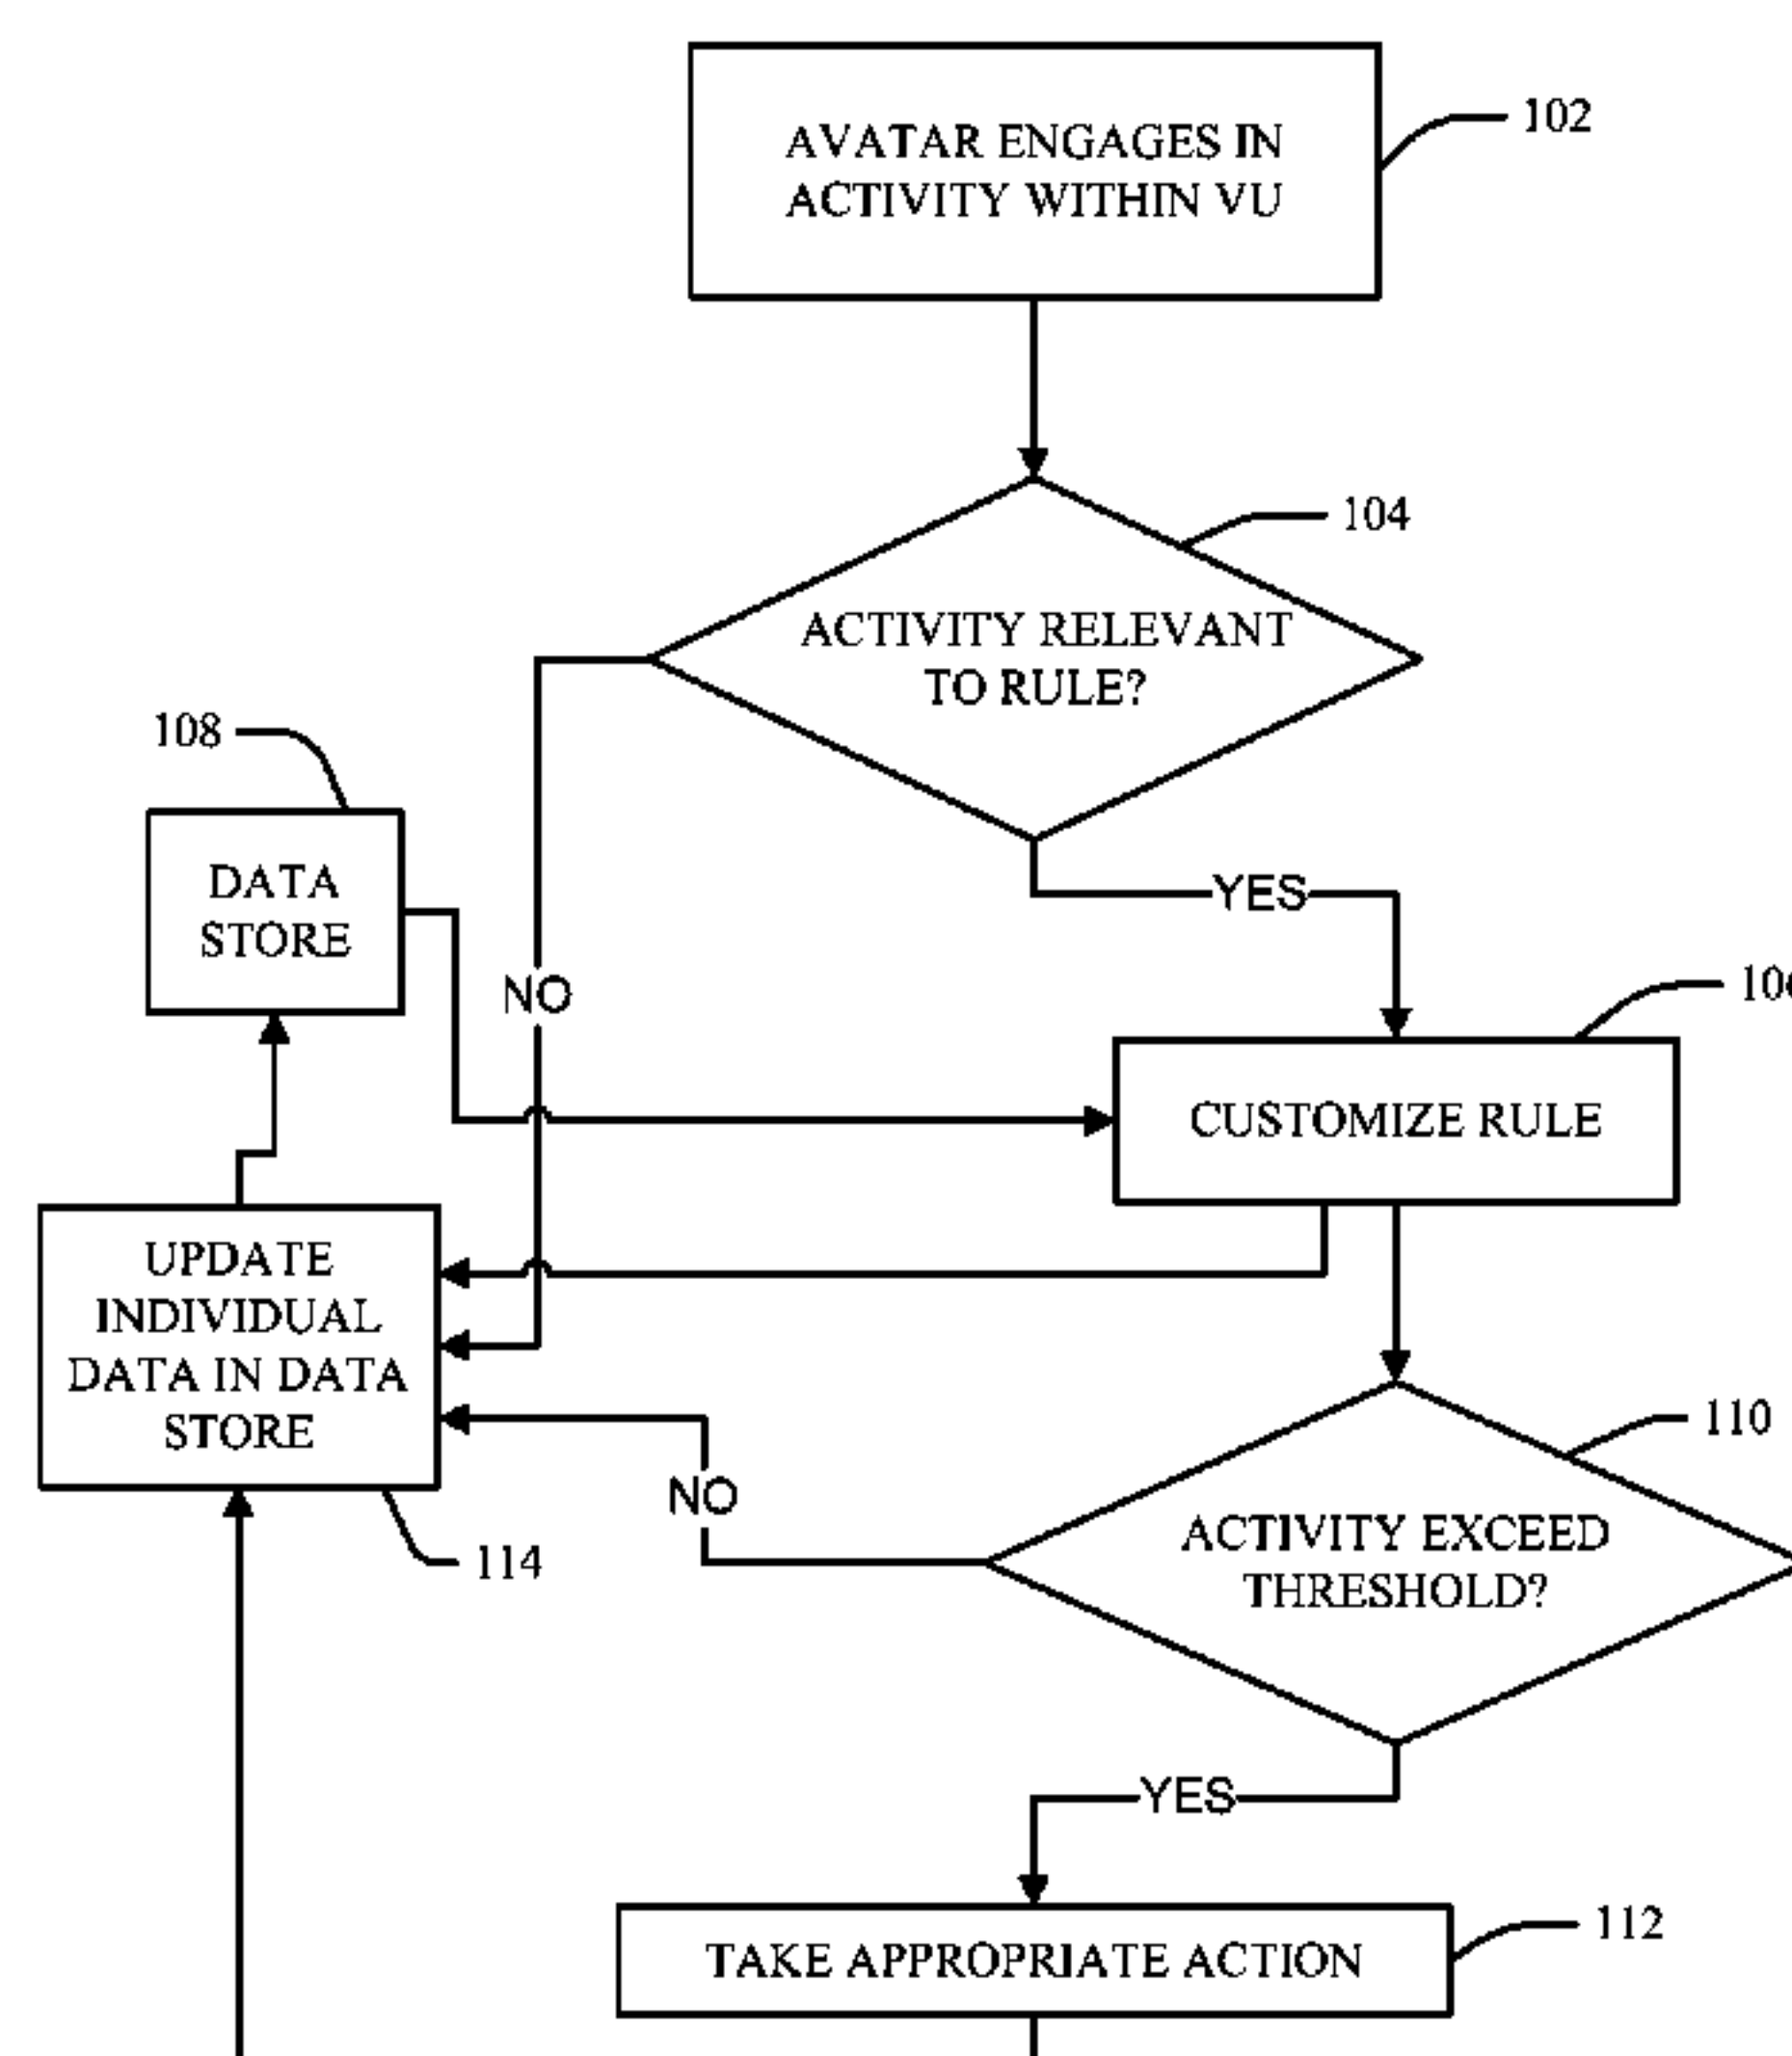 AVATAR ENGAGES IN
ACTIVITY WITHIN VU
102
104
ACTIVITY RELEVANT
TO RULE?
108
DATA
STORE
YES
NO
CUSTOMIZE RULE
UPDATE
INDIVIDUAL
DATA IN DATA
STORE
110
NO
ACTIVITY EXCEED
THRESHOLD?
114
YES
TAKE APPROPRIATE ACTION
112